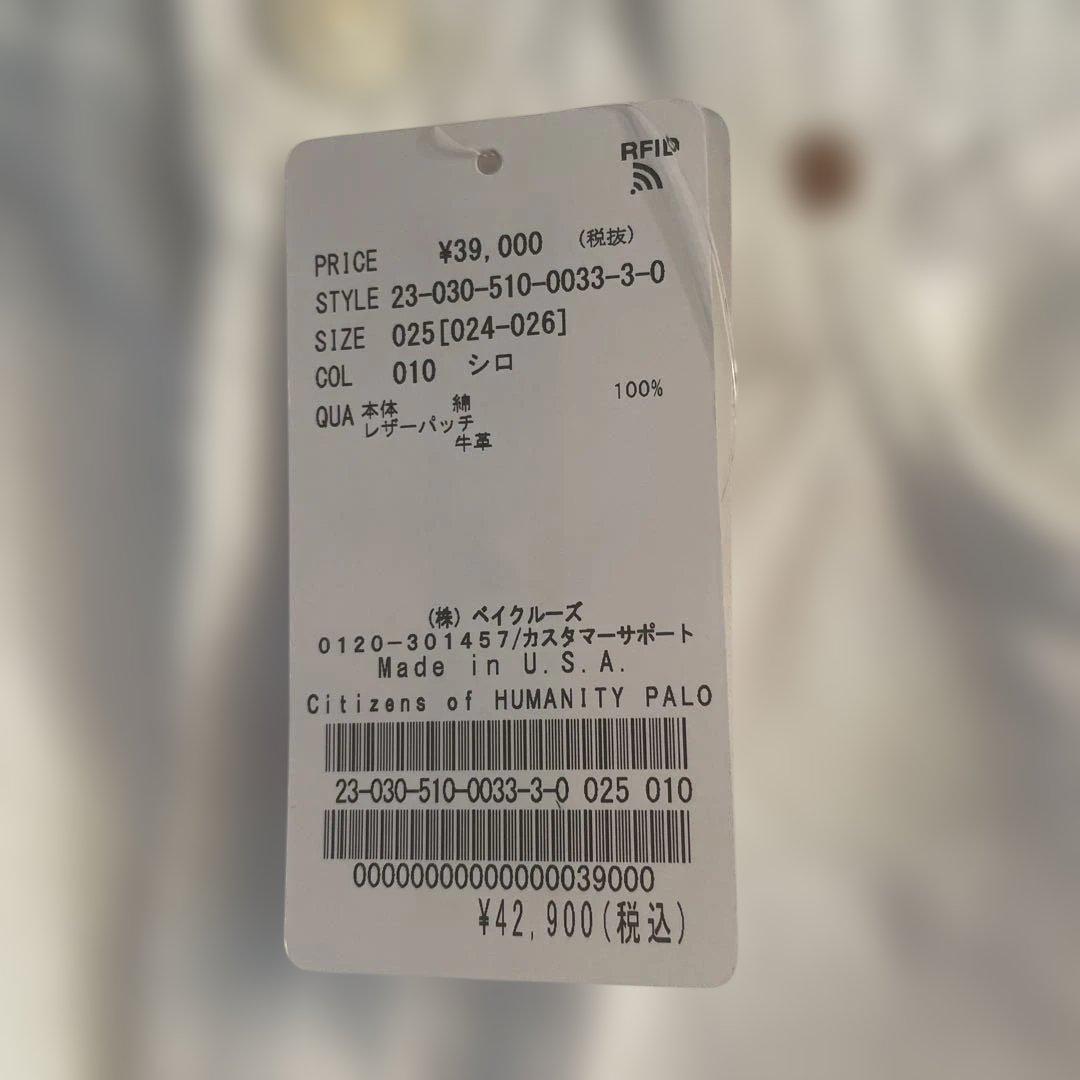 RFID
PRICE ¥39,000 (税抜)
STYLE 23-030-510-0033-3-0
SIZE 025[024-026]
COL 010 シロ
QUA 本体 綿 100%
レザーパッチ
牛革
(株) ベイクルーズ
0120-301457/カスタマーサポート
Made in U.S.A.
Citizens of HUMANITY PALO
23-030-510-0033-3-0 025 010
000000000000000039000
¥42,900(税込)